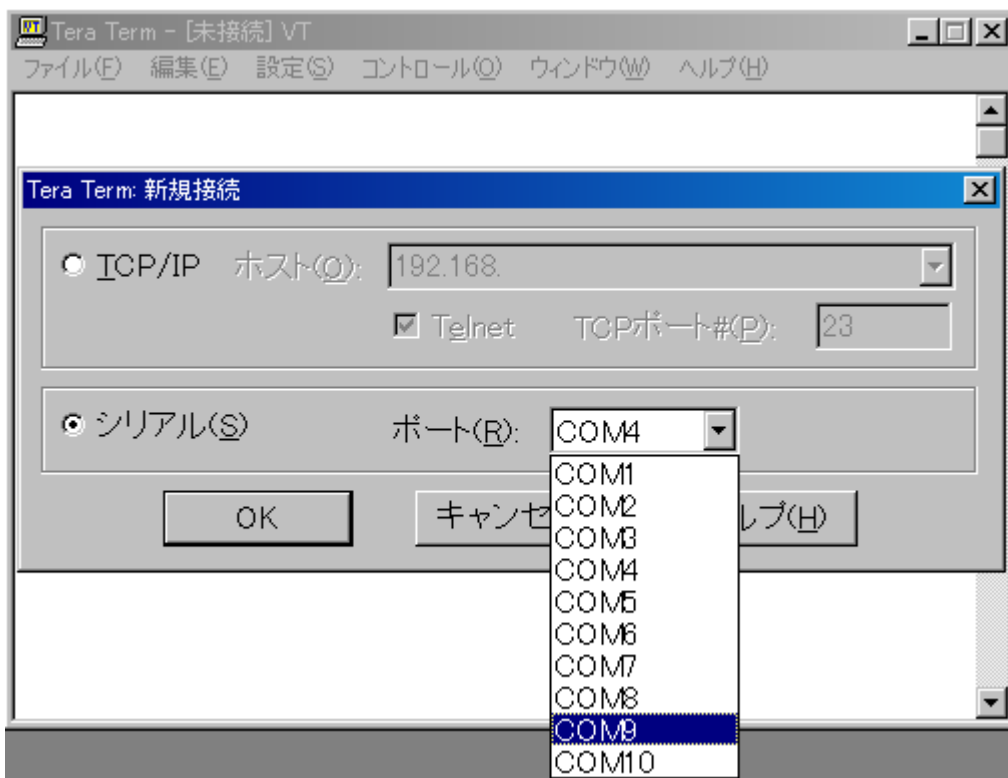 VT Tera Term - [未接続] VT
ファイル(F) 編集(E) 設定(S) コントロール(O) ウィンドウ(W) ヘルプ(H)
Tera Term: 新規接続
TCP/IP ホスト(O): 192.168.
Telnet TCPポート#(P): 23
シリアル(S) ポート(R): COM4
OK キャンセ ルプ(H)
COM1
COM2
COM3
COM4
COM5
COM6
COM7
COM8
COM9
COM10